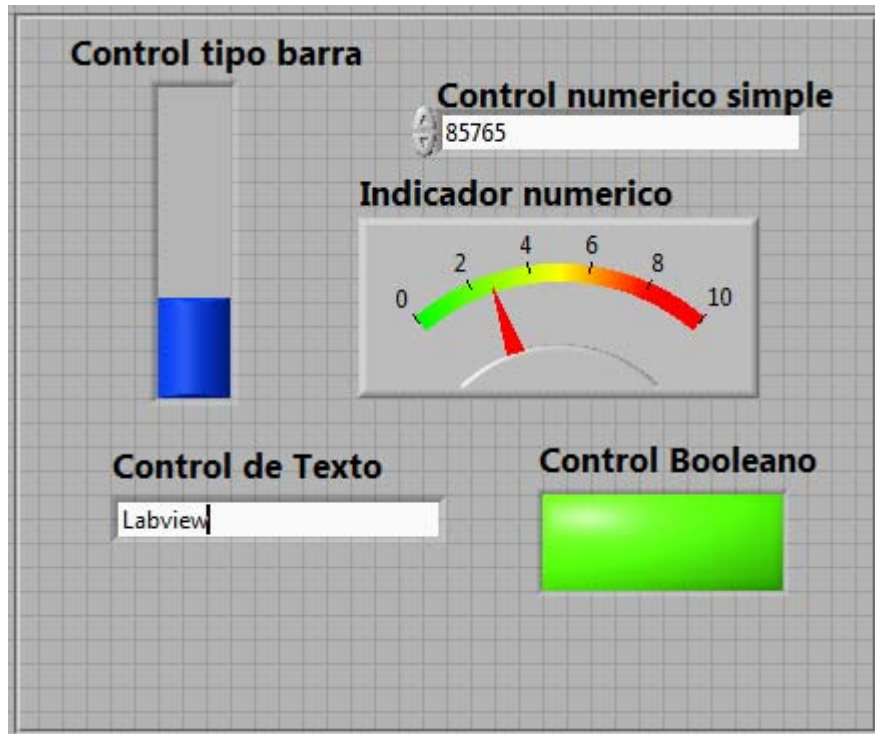 Control tipo barra
Control numerico simple
85765
Indicador numerico
0 2 4 6 8 10
Control de Texto
Labview
Control Booleano